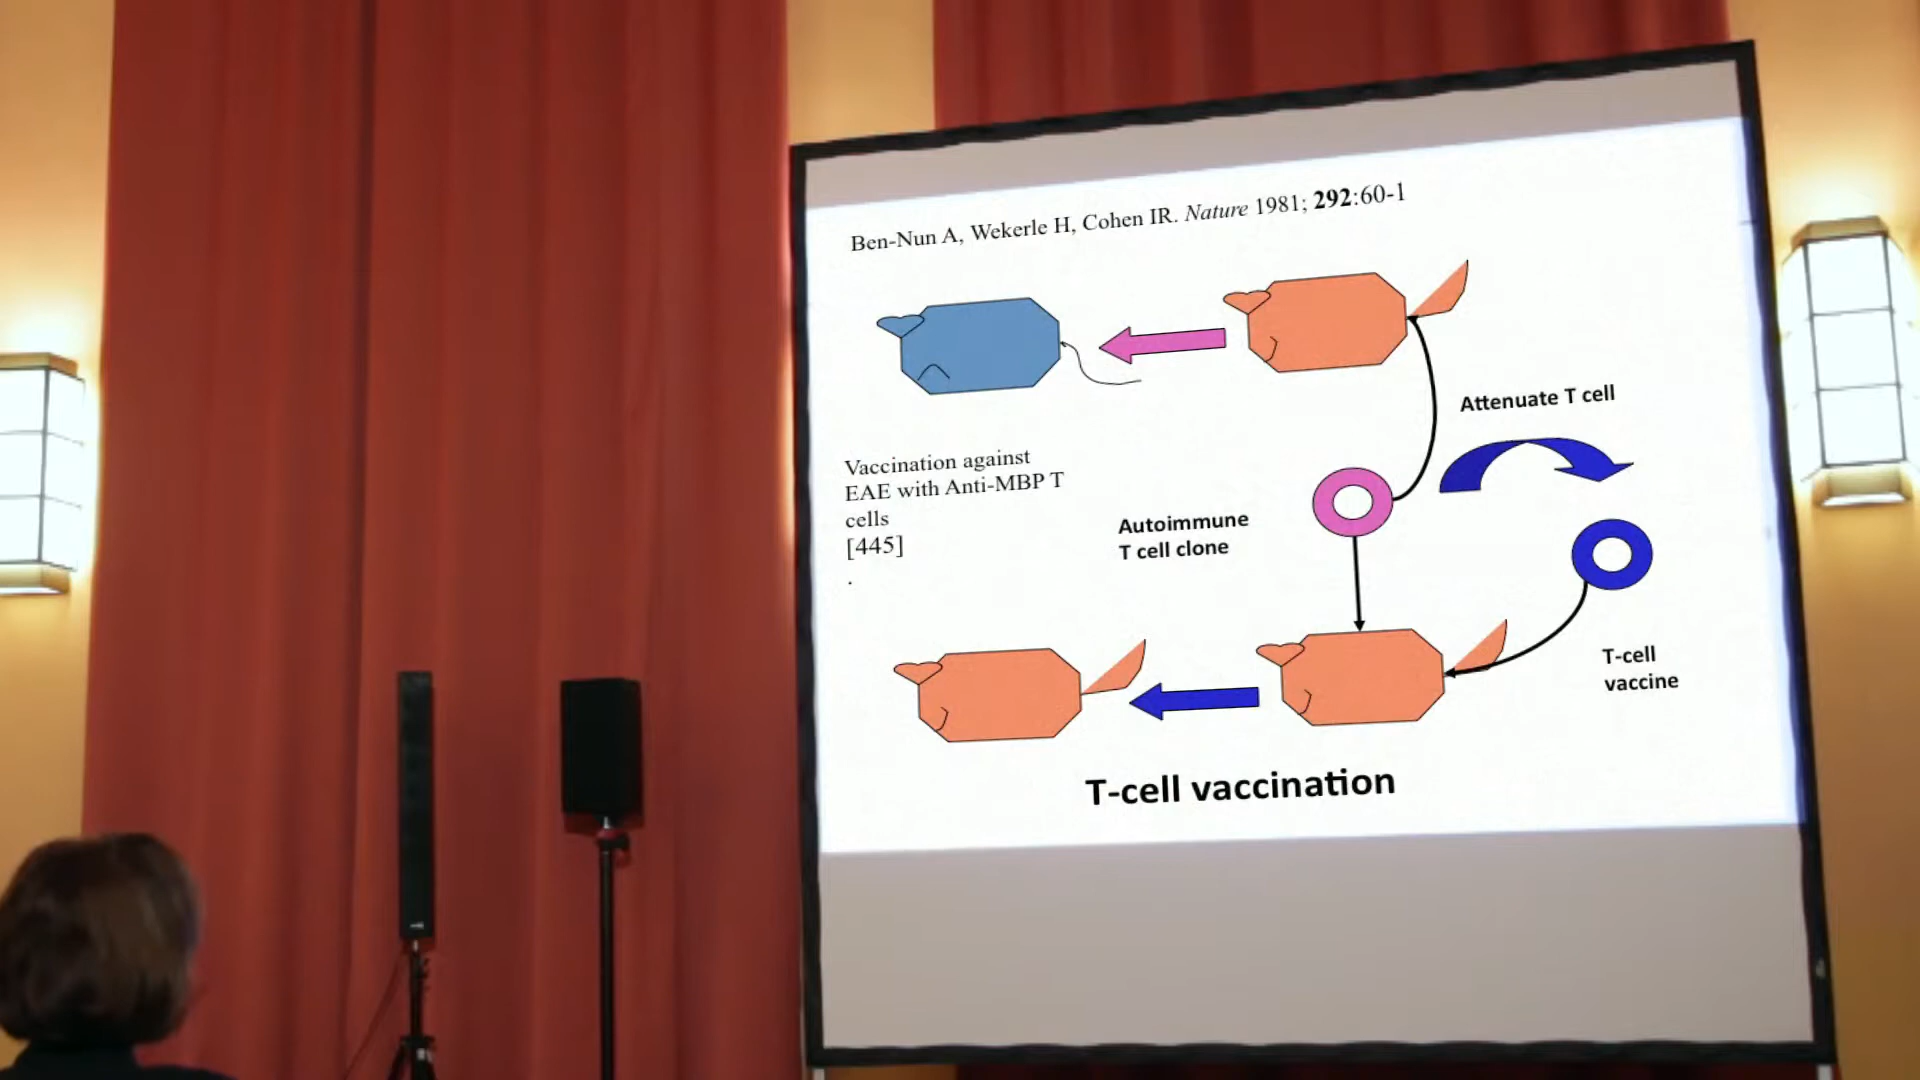 Ben-Nun A, Wekerle H, Cohen IR. Nature 1981; 292:60-1
Attenuate T cell
Vaccination against
EAE with Anti-MBP T
cells
[445]
.
Autoimmune
T cell clone
T-cell
vaccine
T-cell vaccination